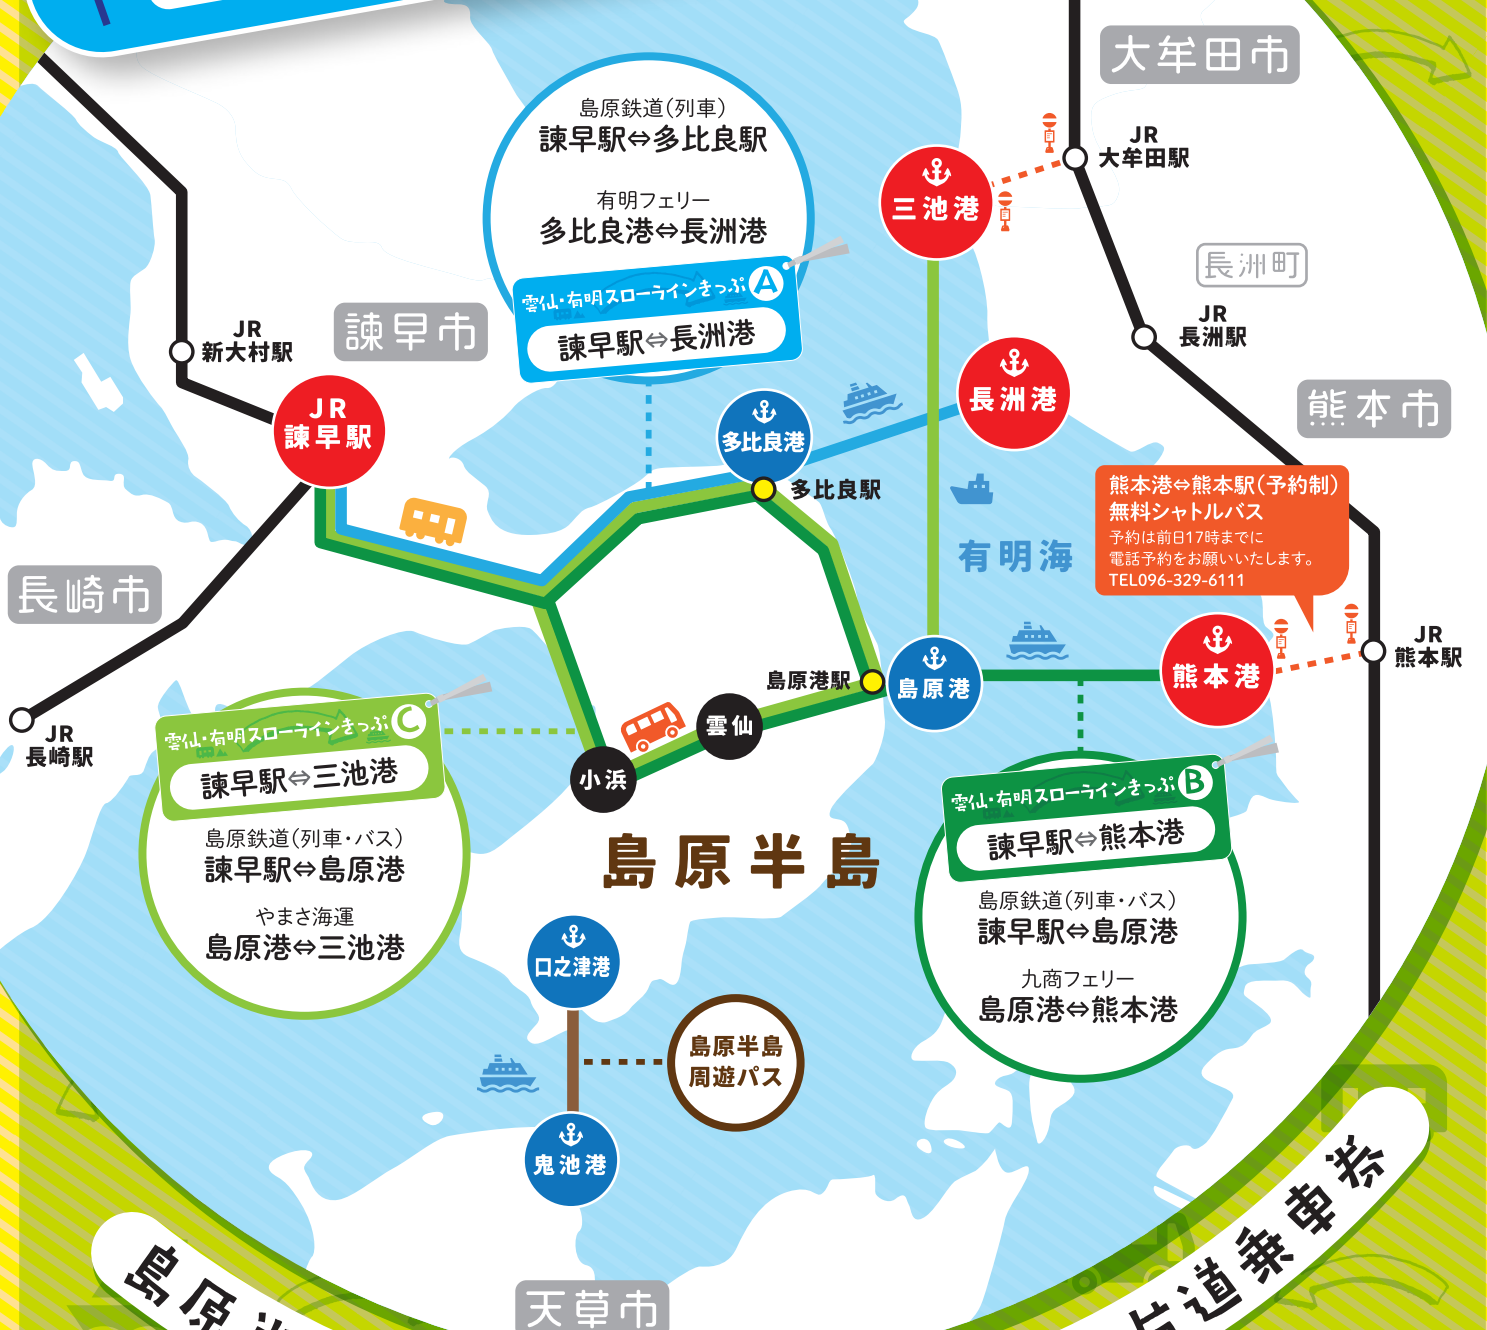 大牟田市
島原鉄道(列車)
諫早駅⇔多比良駅
有明フェリー
多比良港⇔長洲港
雲仙・有明スローラインきっぷ A
諫早駅⇔長洲港
JR
大牟田駅
三池港
長洲町
JR
長洲駅
諫早市
JR
新大村駅
JR
諫早駅
長洲港
多比良港
多比良駅
熊本市
熊本港⇔熊本駅(予約制)
無料シャトルバス
予約は前日17時までに
電話予約をお願いいたします。
TEL096-329-6111
有明海
長崎市
JR
長崎駅
島原港駅
島原港
熊本港
JR
熊本駅
雲仙
小浜
雲仙・有明スローラインきっぷ C
諫早駅⇔三池港
島原鉄道(列車・バス)
諫早駅⇔島原港
やまさ海運
島原港⇔三池港
雲仙・有明スローラインきっぷ B
諫早駅⇔熊本港
島原鉄道(列車・バス)
諫早駅⇔島原港
九商フェリー
島原港⇔熊本港
島原半島
口之津港
島原半島
周遊パス
鬼池港
天草市
島原
道乗車券